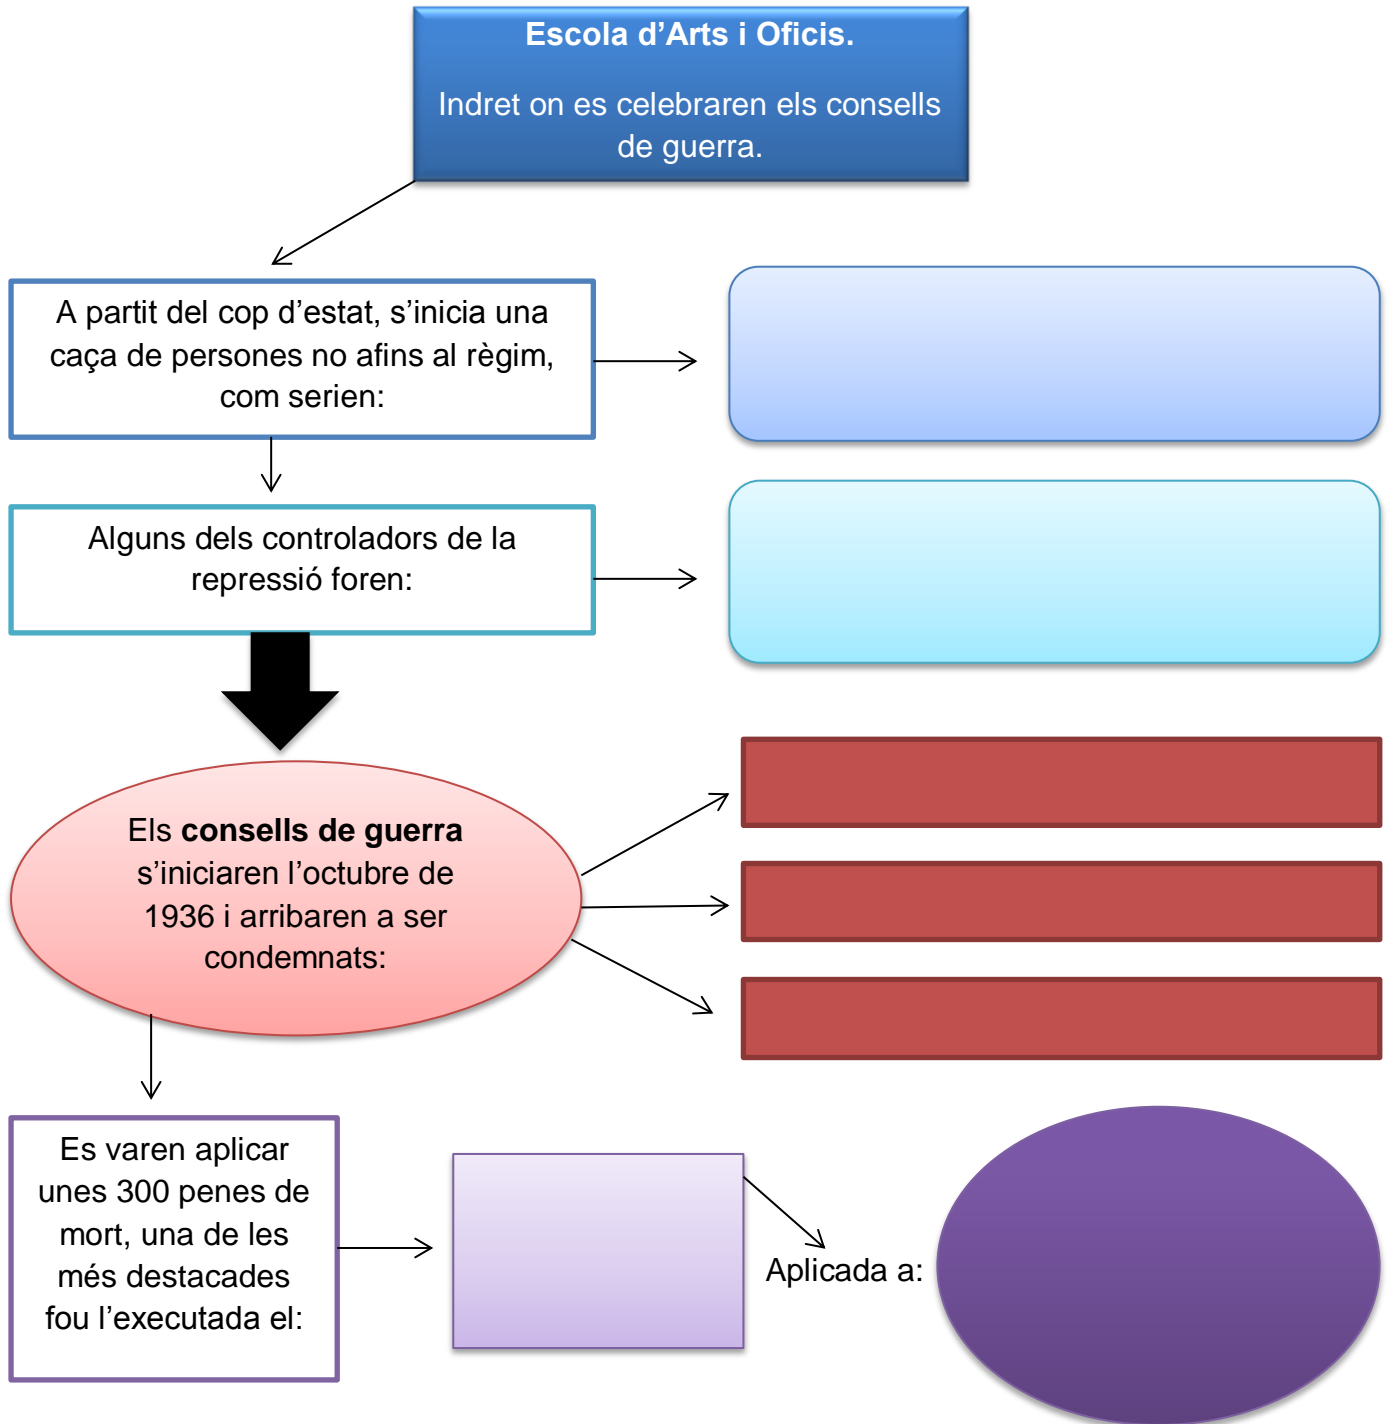 Escola d’Arts i Oficis.
Indret on es celebraren els consells
de guerra.
A partit del cop d’estat, s’inicia una
caça de persones no afins al règim,
com serien:
Alguns dels controladors de la
repressió foren:
Els consells de guerra
s’iniciaren l’octubre de
1936 i arribaren a ser
condemnats:
Es varen aplicar
unes 300 penes de
mort, una de les
més destacades
fou l’executada el:
Aplicada a: